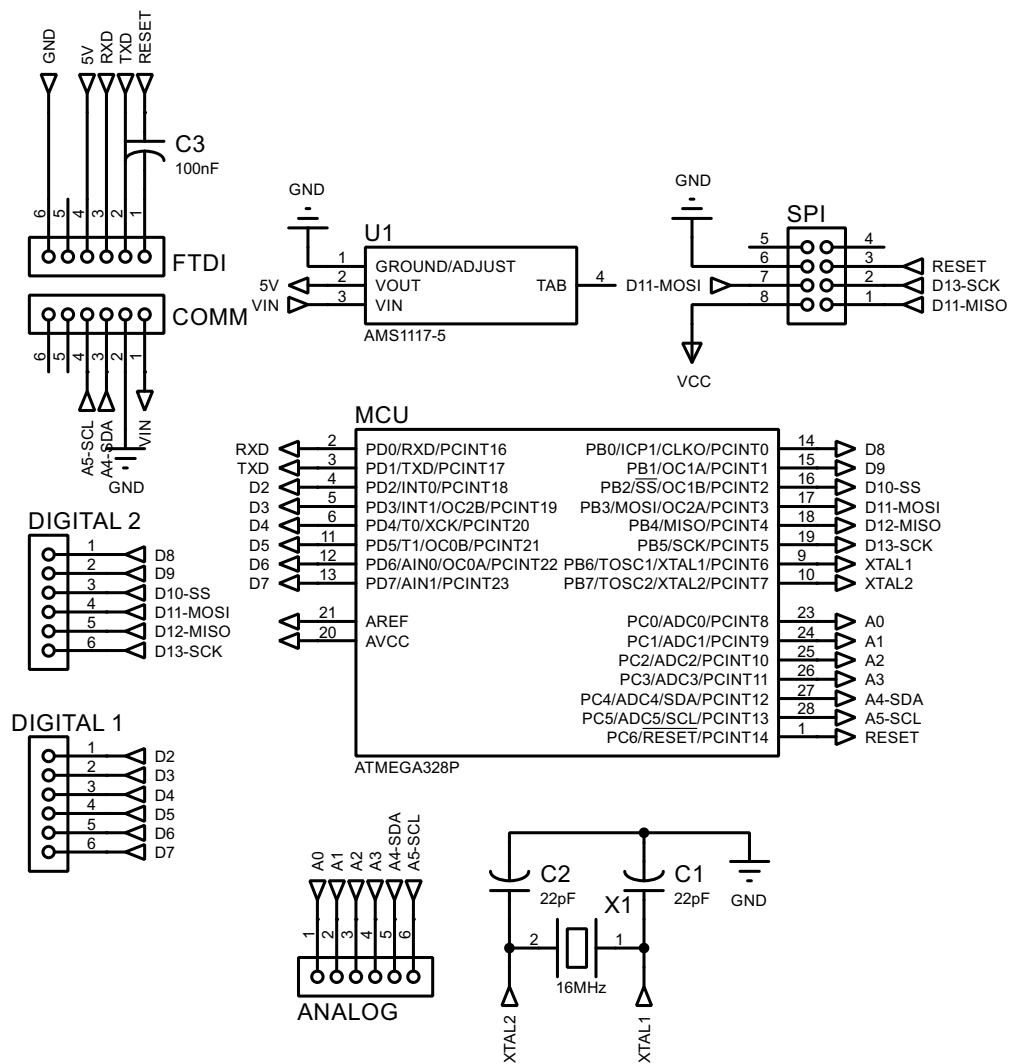 GND
5V
RXD
TXD
RESET
C3
100nF
6
5
4
3
2
1
FTDI
COMM
6
5
4
3
2
1
A5-SCL
A4-SDA
GND
VIN
GND
U1
1 GROUND/ADJUST
5V 2 VOUT
VIN 3 VIN
TAB 4
AMS1117-5
GND
SPI
5 4
6 3 RESET
D11-MOSI 7 2 D13-SCK
8 1 D11-MISO
VCC
MCU
RXD 2 PD0/RXD/PCINT16 PB0/ICP1/CLKO/PCINT0 14 D8
TXD 3 PD1/TXD/PCINT17 PB1/OC1A/PCINT1 15 D9
D2 4 PD2/INT0/PCINT18 PB2/SS/OC1B/PCINT2 16 D10-SS
D3 5 PD3/INT1/OC2B/PCINT19 PB3/MOSI/OC2A/PCINT3 17 D11-MOSI
D4 6 PD4/T0/XCK/PCINT20 PB4/MISO/PCINT4 18 D12-MISO
D5 11 PD5/T1/OC0B/PCINT21 PB5/SCK/PCINT5 19 D13-SCK
D6 12 PD6/AIN0/OC0A/PCINT22 PB6/TOSC1/XTAL1/PCINT6 9 XTAL1
D7 13 PD7/AIN1/PCINT23 PB7/TOSC2/XTAL2/PCINT7 10 XTAL2
21 AREF PC0/ADC0/PCINT8 23 A0
20 AVCC PC1/ADC1/PCINT9 24 A1
PC2/ADC2/PCINT10 25 A2
PC3/ADC3/PCINT11 26 A3
PC4/ADC4/SDA/PCINT12 27 A4-SDA
PC5/ADC5/SCL/PCINT13 28 A5-SCL
PC6/RESET/PCINT14 1 RESET
ATMEGA328P
DIGITAL 2
1 D8
2 D9
3 D10-SS
4 D11-MOSI
5 D12-MISO
6 D13-SCK
DIGITAL 1
1 D2
2 D3
3 D4
4 D5
5 D6
6 D7
A0
A1
A2
A3
A4-SDA
A5-SCL
1
2
3
4
5
6
ANALOG
C2
22pF
C1
22pF
GND
X1
2 1
16MHz
XTAL2
XTAL1